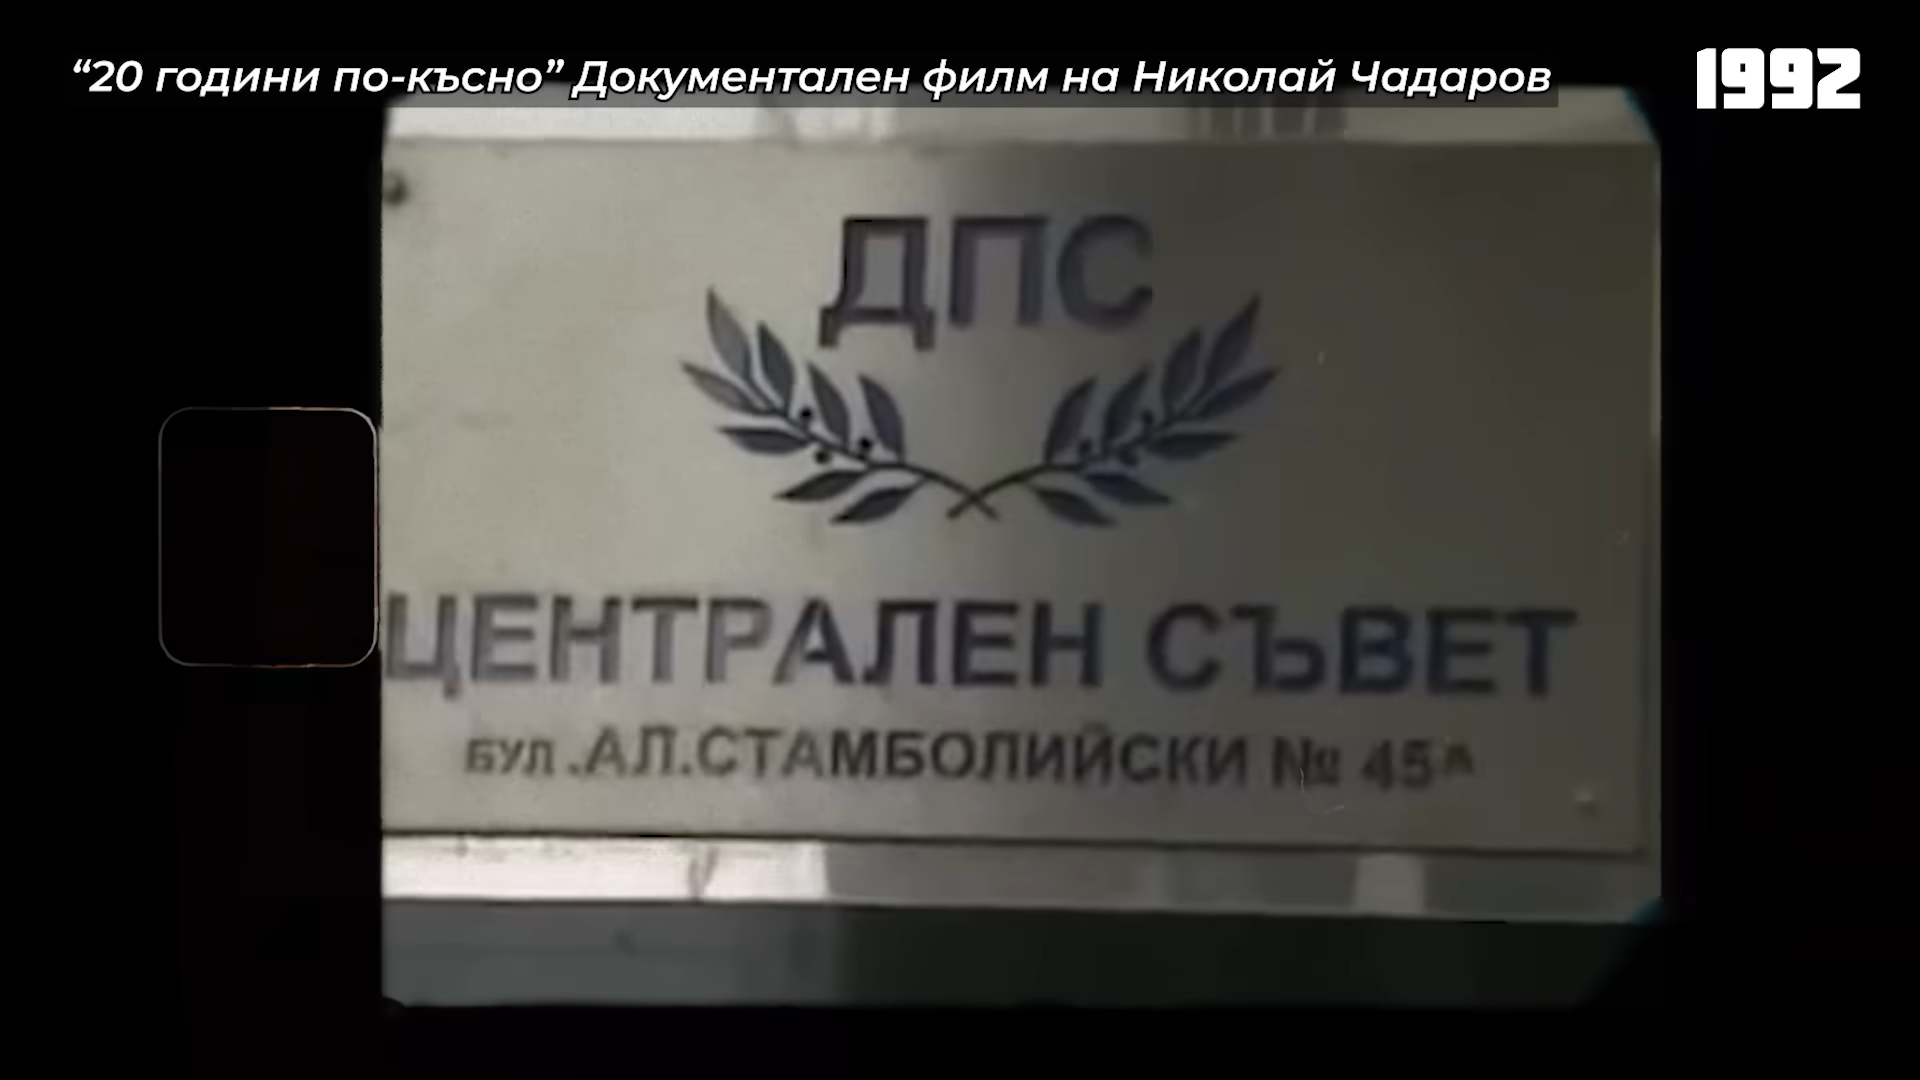 “20 години по-късно” Документален филм на Николай Чадаров
1992
ДПС
ЦЕНТРАЛЕН СЪВЕТ
БУЛ.АЛ.СТАМБОЛИЙСКИ № 45А